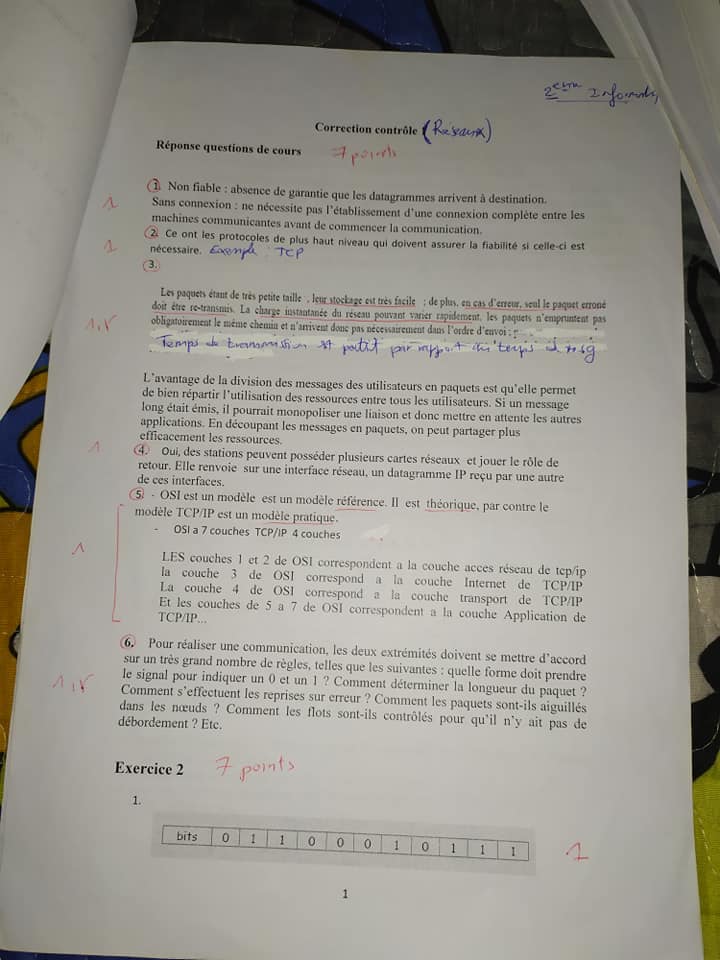 2ème Informatiq
Correction contrôle (Réseaux)
Réponse questions de cours 7 points
1. Non fiable : absence de garantie que les datagrammes arrivent à destination.
1 Sans connexion : ne nécessite pas l'établissement d'une connexion complète entre les
machines communicantes avant de commencer la communication.
1 2. Ce ont les protocoles de plus haut niveau qui doivent assurer la fiabilité si celle-ci est
nécessaire. Exemple : TCP
3.
Les paquets étant de très petite taille , leur stockage est très facile ; de plus, en cas d'erreur, seul le paquet erroné
doit être re-transmis. La charge instantanée du réseau pouvant varier rapidement, les paquets n'empruntent pas
1,5 obligatoirement le même chemin et n'arrivent donc pas nécessairement dans l'ordre d'envoi ;
Temps de transmission est petit par rapport au temps d msg
L'avantage de la division des messages des utilisateurs en paquets est qu'elle permet
de bien répartir l'utilisation des ressources entre tous les utilisateurs. Si un message
long était émis, il pourrait monopoliser une liaison et donc mettre en attente les autres
applications. En découpant les messages en paquets, on peut partager plus
efficacement les ressources.
1 4. Oui, des stations peuvent posséder plusieurs cartes réseaux et jouer le rôle de
retour. Elle renvoie sur une interface réseau, un datagramme IP reçu par une autre
de ces interfaces.
5. - OSI est un modèle est un modèle référence. Il est théorique, par contre le
modèle TCP/IP est un modèle pratique.
- OSI a 7 couches TCP/IP 4 couches
1
LES couches 1 et 2 de OSI correspondent a la couche acces réseau de tcp/ip
la couche 3 de OSI correspond a la couche Internet de TCP/IP
La couche 4 de OSI correspond a la couche transport de TCP/IP
Et les couches de 5 a 7 de OSI correspondent a la couche Application de
TCP/IP...
6. Pour réaliser une communication, les deux extrémités doivent se mettre d'accord
sur un très grand nombre de règles, telles que les suivantes : quelle forme doit prendre
1,5 le signal pour indiquer un 0 et un 1 ? Comment déterminer la longueur du paquet ?
Comment s'effectuent les reprises sur erreur ? Comment les paquets sont-ils aiguillés
dans les nœuds ? Comment les flots sont-ils contrôlés pour qu'il n'y ait pas de
débordement ? Etc.
Exercice 2 7 points
1.
bits 0 1 1 0 0 0 1 0 1 1 1 1
1